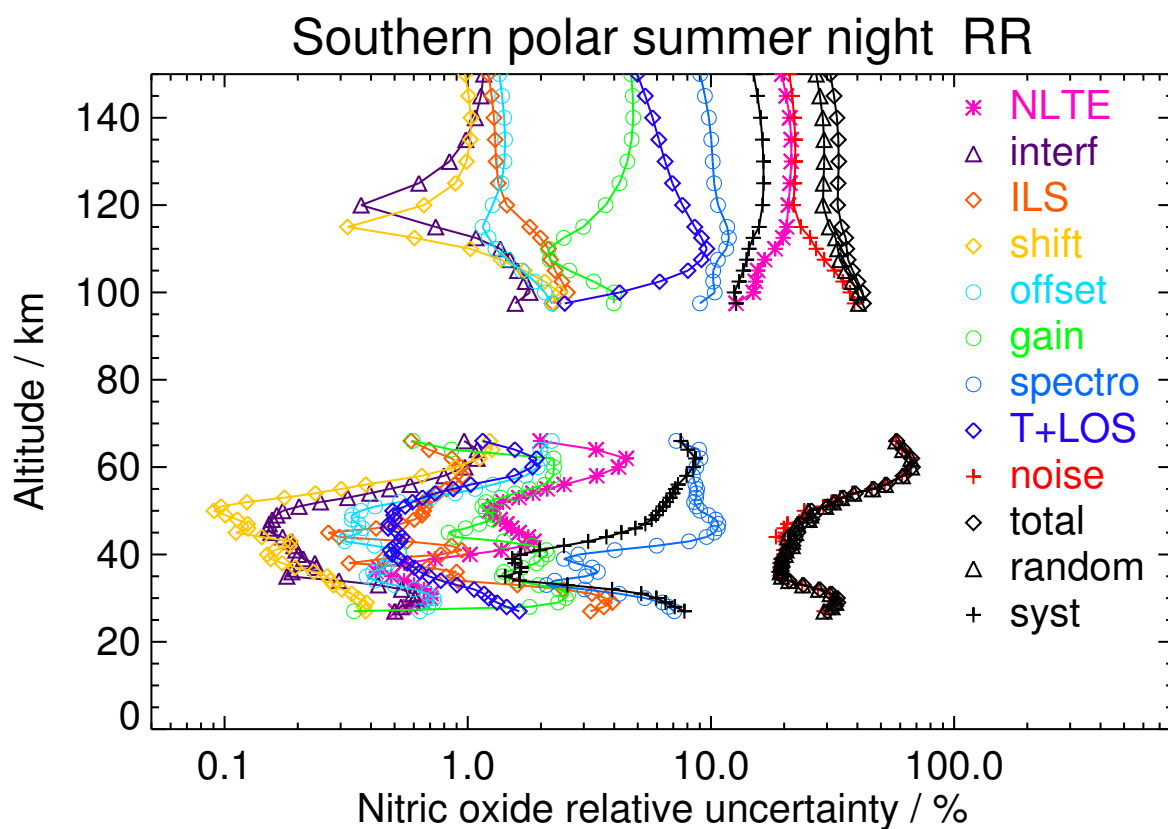 Southern polar summer night RR
Altitude / km
140
120
100
80
60
40
20
0
0.1 1.0 10.0 100.0
Nitric oxide relative uncertainty / %
NLTE
interf
ILS
shift
offset
gain
spectro
T+LOS
noise
total
random
syst